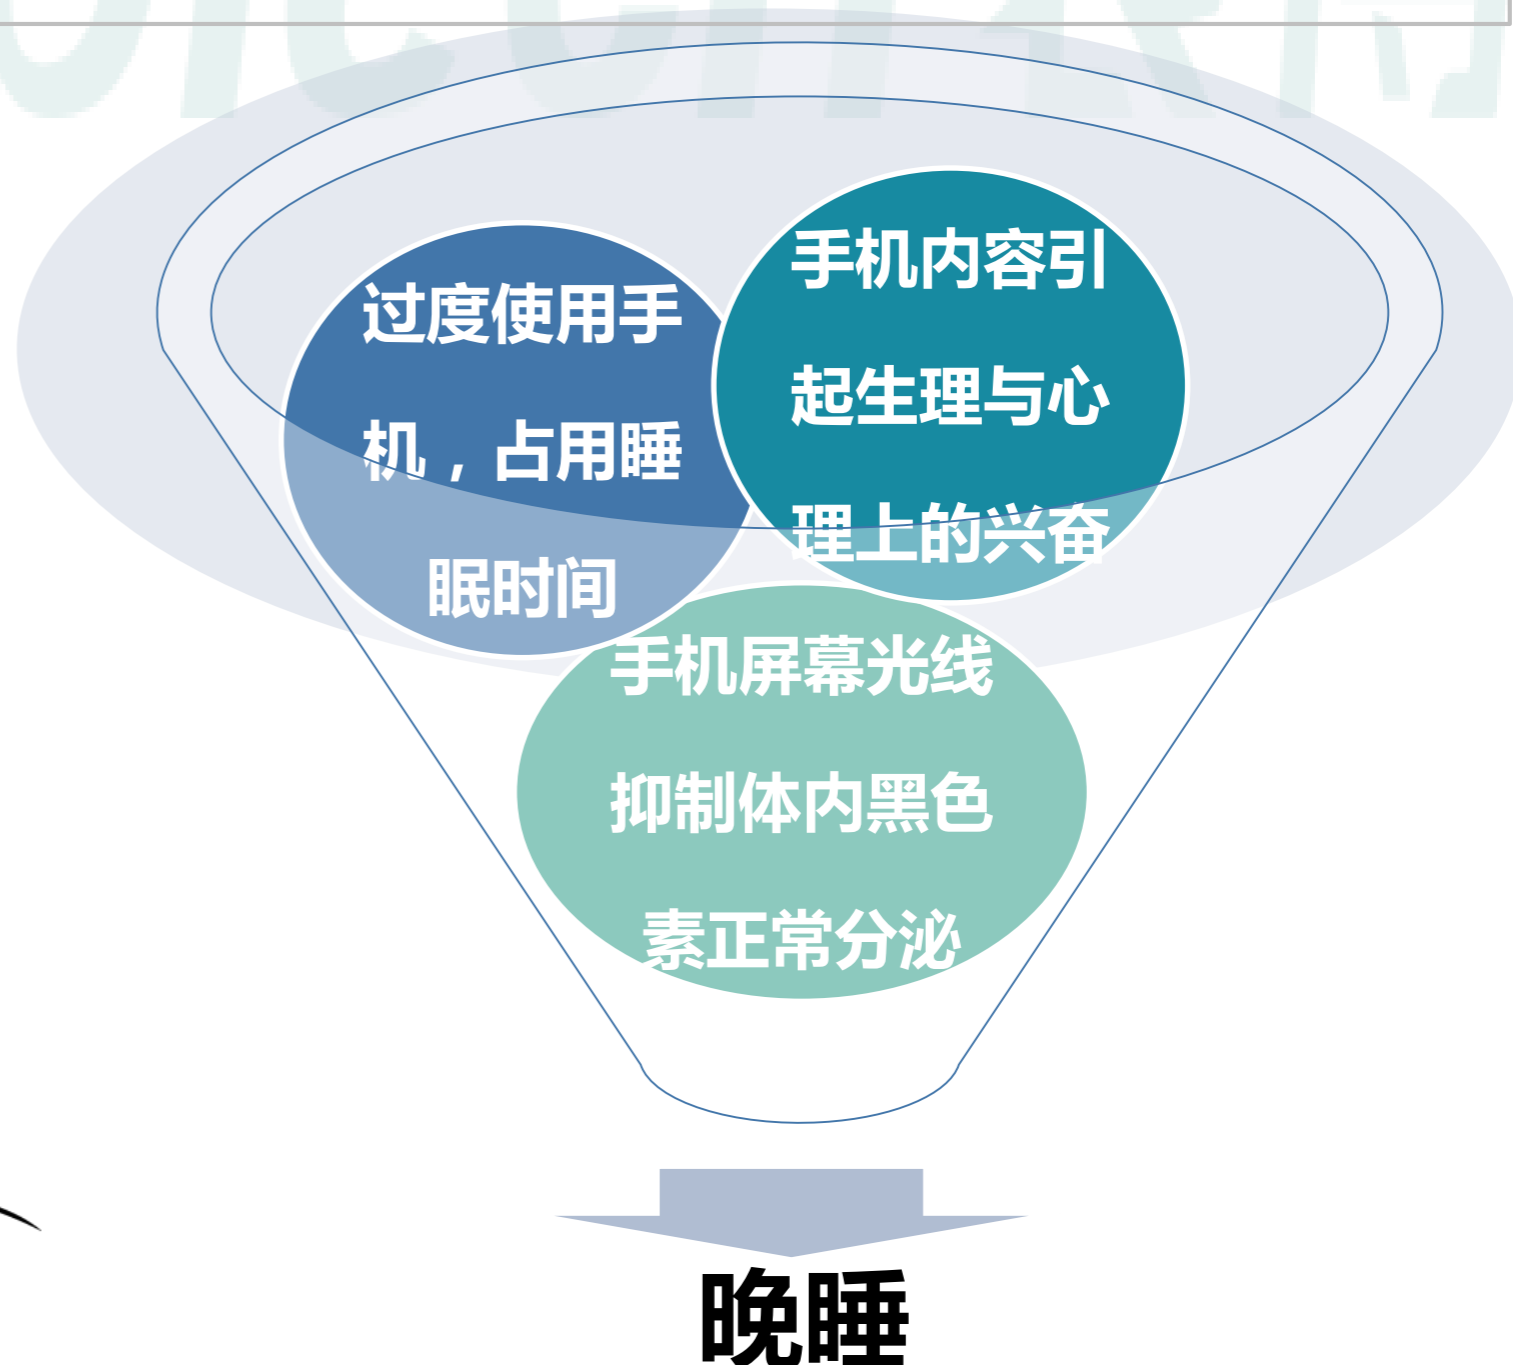 过度使用手
机，占用睡
眠时间
手机内容引
起生理与心
理上的兴奋
手机屏幕光线
抑制体内黑色
素正常分泌
晚睡